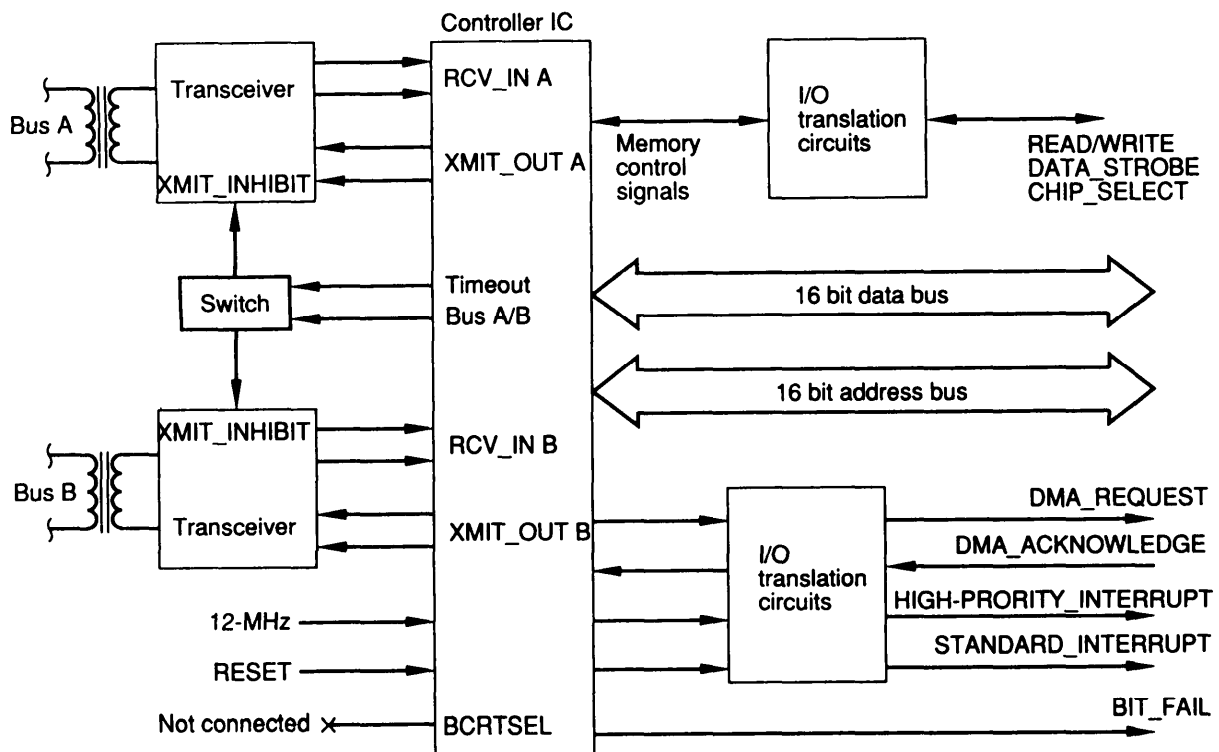 Controller IC
Transceiver
Bus A
XMIT_INHIBIT
RCV_IN A
XMIT_OUT A
Memory
control
signals
I/O
translation
circuits
READ/WRITE
DATA_STROBE
CHIP_SELECT
Switch
Timeout
Bus A/B
16 bit data bus
16 bit address bus
XMIT_INHIBIT
Bus B
Transceiver
RCV_IN B
XMIT_OUT B
I/O
translation
circuits
DMA_REQUEST
DMA_ACKNOWLEDGE
HIGH-PRORITY_INTERRUPT
STANDARD_INTERRUPT
12-MHz
RESET
Not connected
BCRTSEL
BIT_FAIL